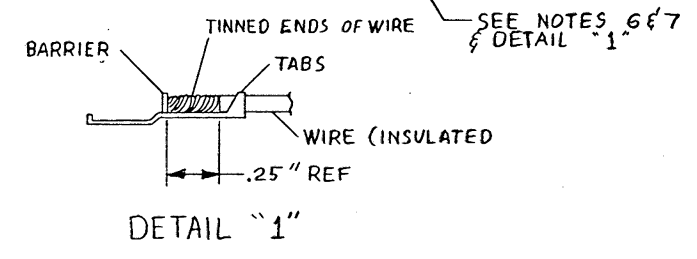 SEE NOTES 6 & 7
& DETAIL "1"
TINNED ENDS OF WIRE
BARRIER
TABS
WIRE (INSULATED
.25" REF
DETAIL "1"